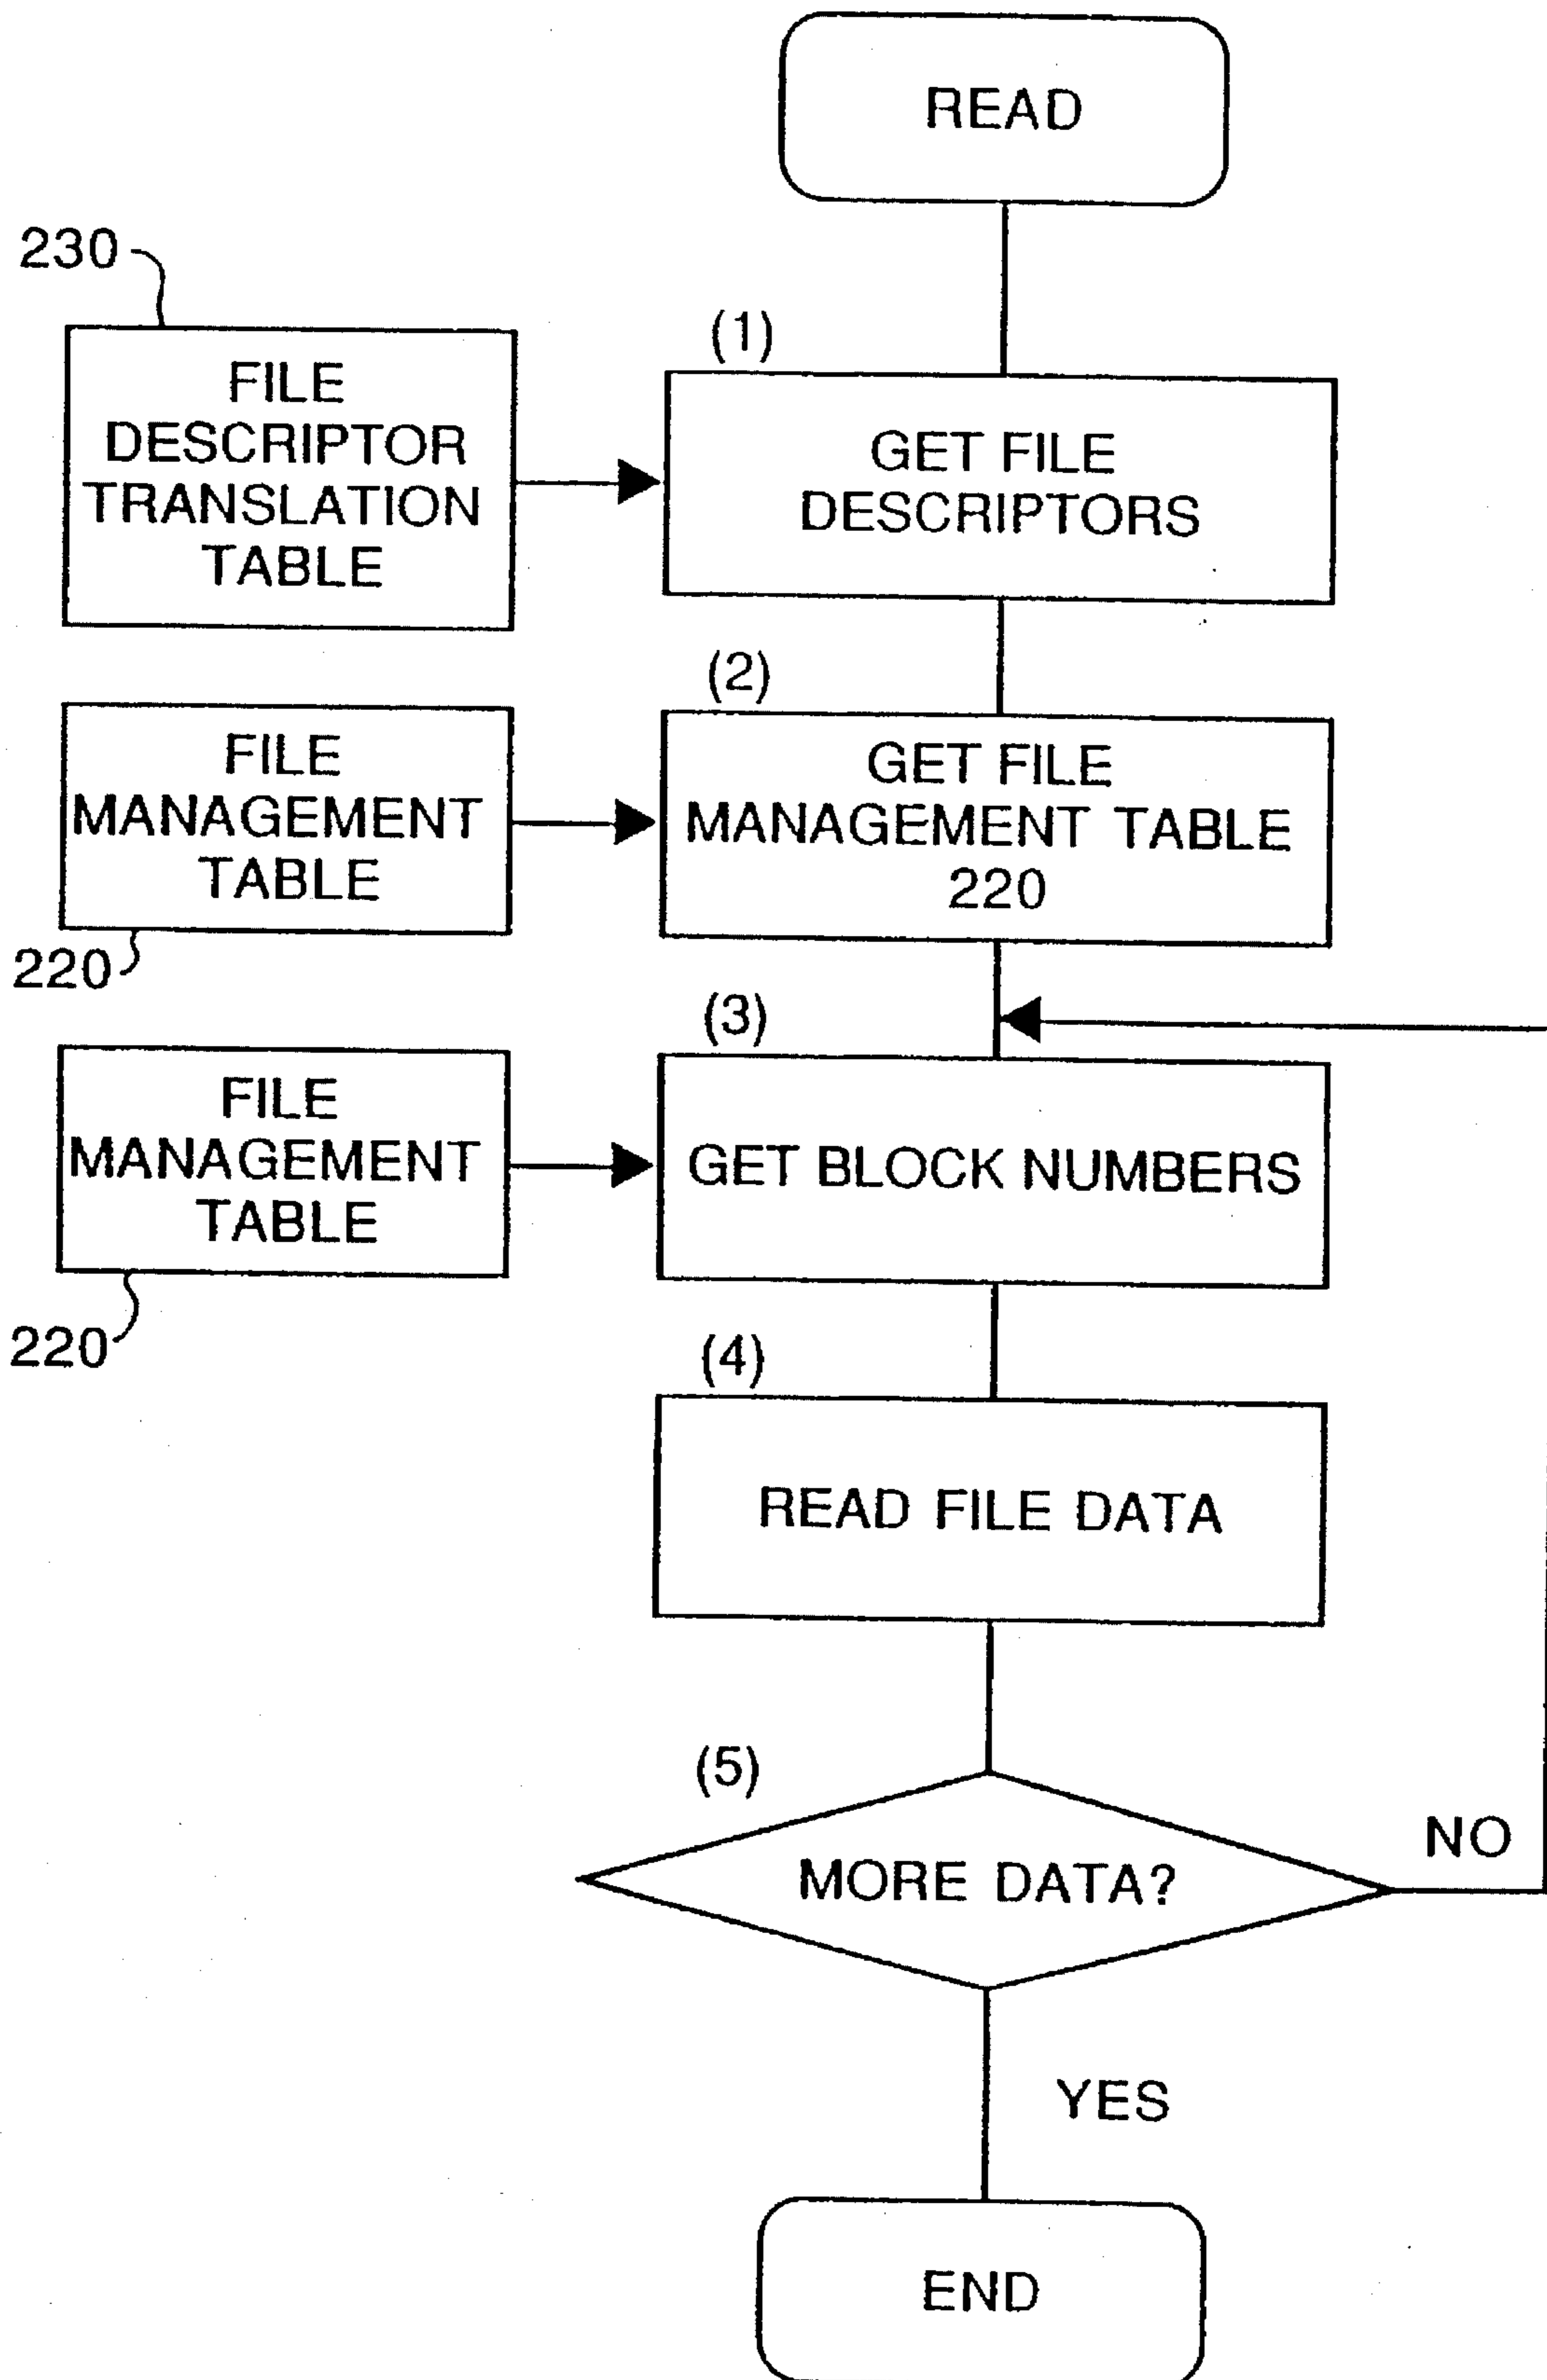 READ
230
(1)
FILE
DESCRIPTOR
TRANSLATION
TABLE
GET FILE
DESCRIPTORS
(2)
FILE
MANAGEMENT
TABLE
220
GET FILE
MANAGEMENT TABLE
220
(3)
FILE
MANAGEMENT
TABLE
220
GET BLOCK NUMBERS
(4)
READ FILE DATA
(5)
MORE DATA?
NO
YES
END